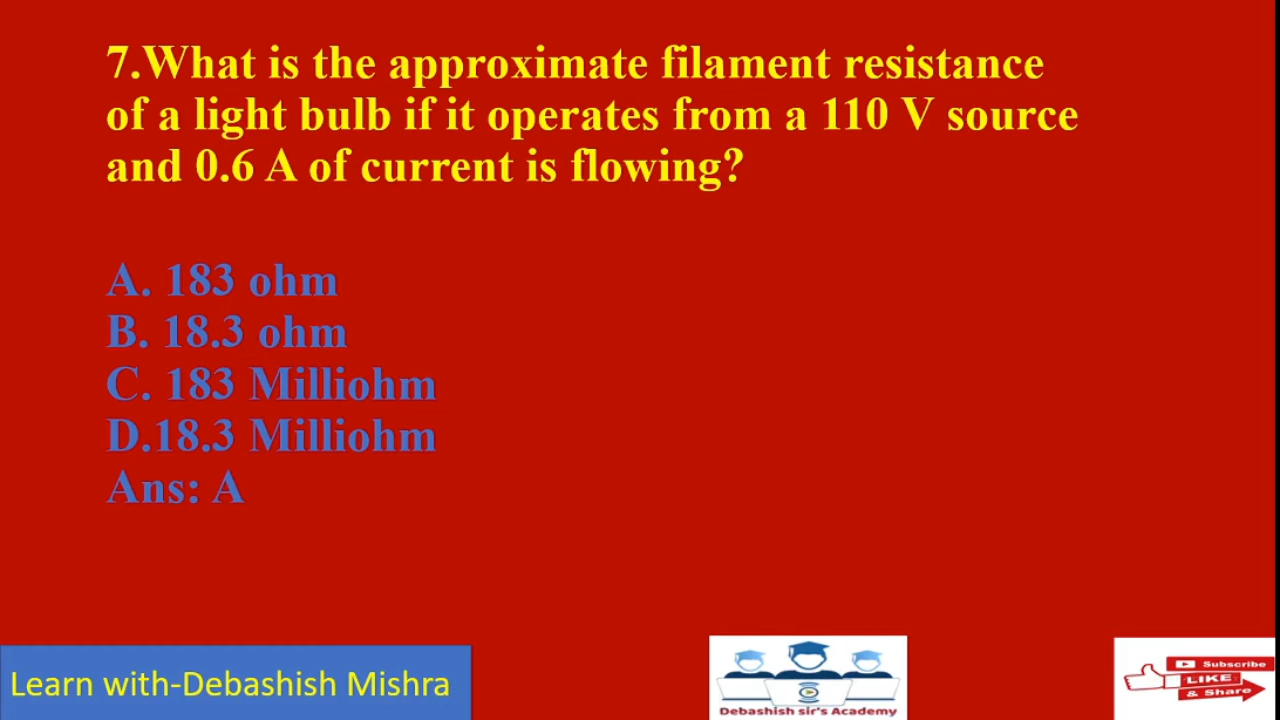 7.What is the approximate filament resistance
of a light bulb if it operates from a 110 V source
and 0.6 A of current is flowing?
A. 183 ohm
B. 18.3 ohm
C. 183 Milliohm
D.18.3 Milliohm
Ans: A
Learn with-Debashish Mishra
Debashish sir's Academy
Subscribe
LIKE
& Share